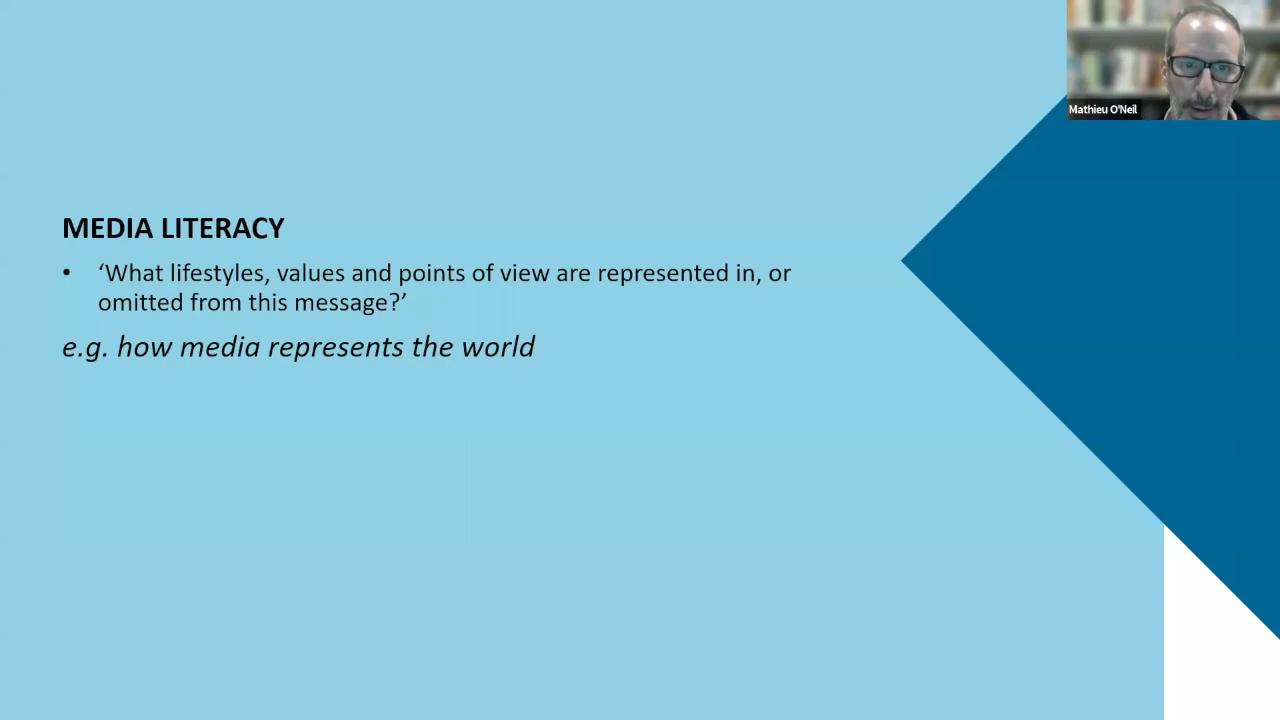 Mathieu O'Neil
MEDIA LITERACY
• ‘What lifestyles, values and points of view are represented in, or
omitted from this message?’
e.g. how media represents the world